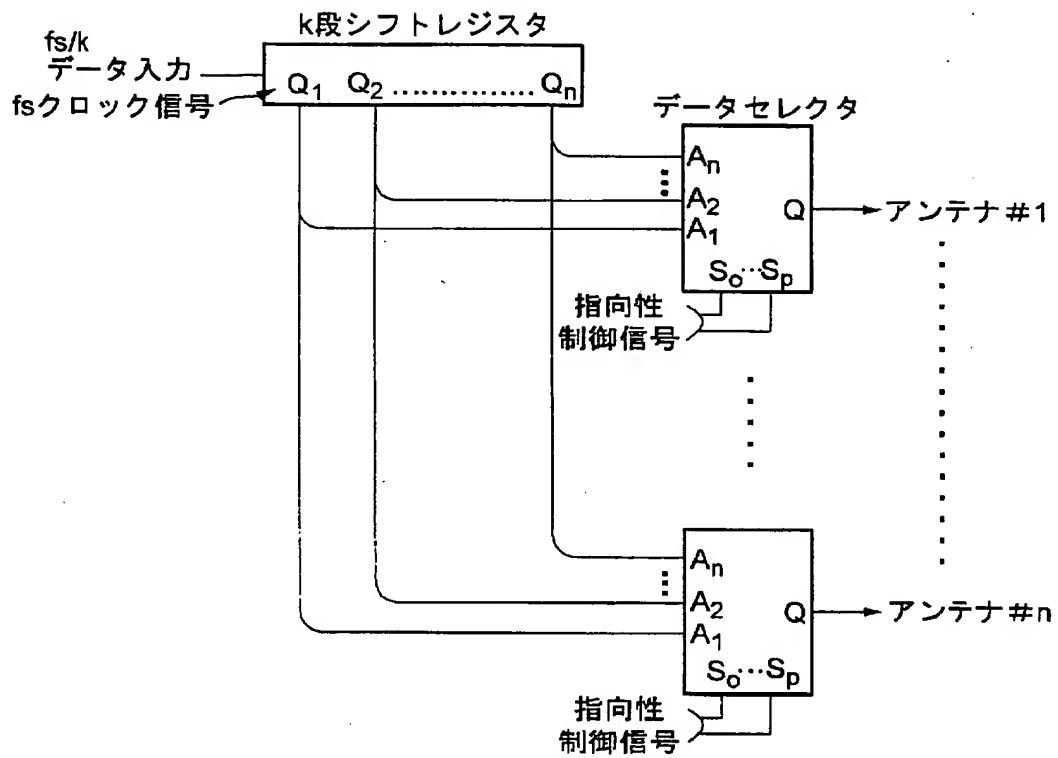 k段シフトレジスタ
fs/k
データ入力
fsクロック信号
Q1 Q2 ............... Qn
データセレクタ
An
A2
A1
Q
So…Sp
アンテナ#1
指向性
制御信号
An
A2
A1
Q
So…Sp
アンテナ#n
指向性
制御信号